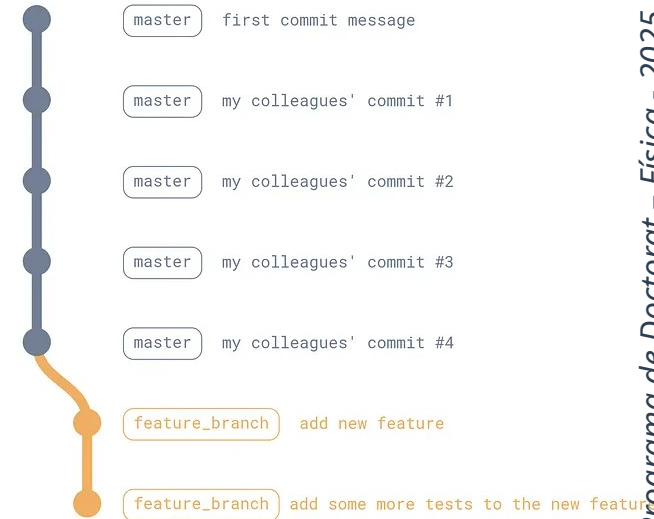 master first commit message
master my colleagues' commit #1
master my colleagues' commit #2
master my colleagues' commit #3
master my colleagues' commit #4
feature_branch add new feature
feature_branch add some more tests to the new
de Doctorat – Física - 2025